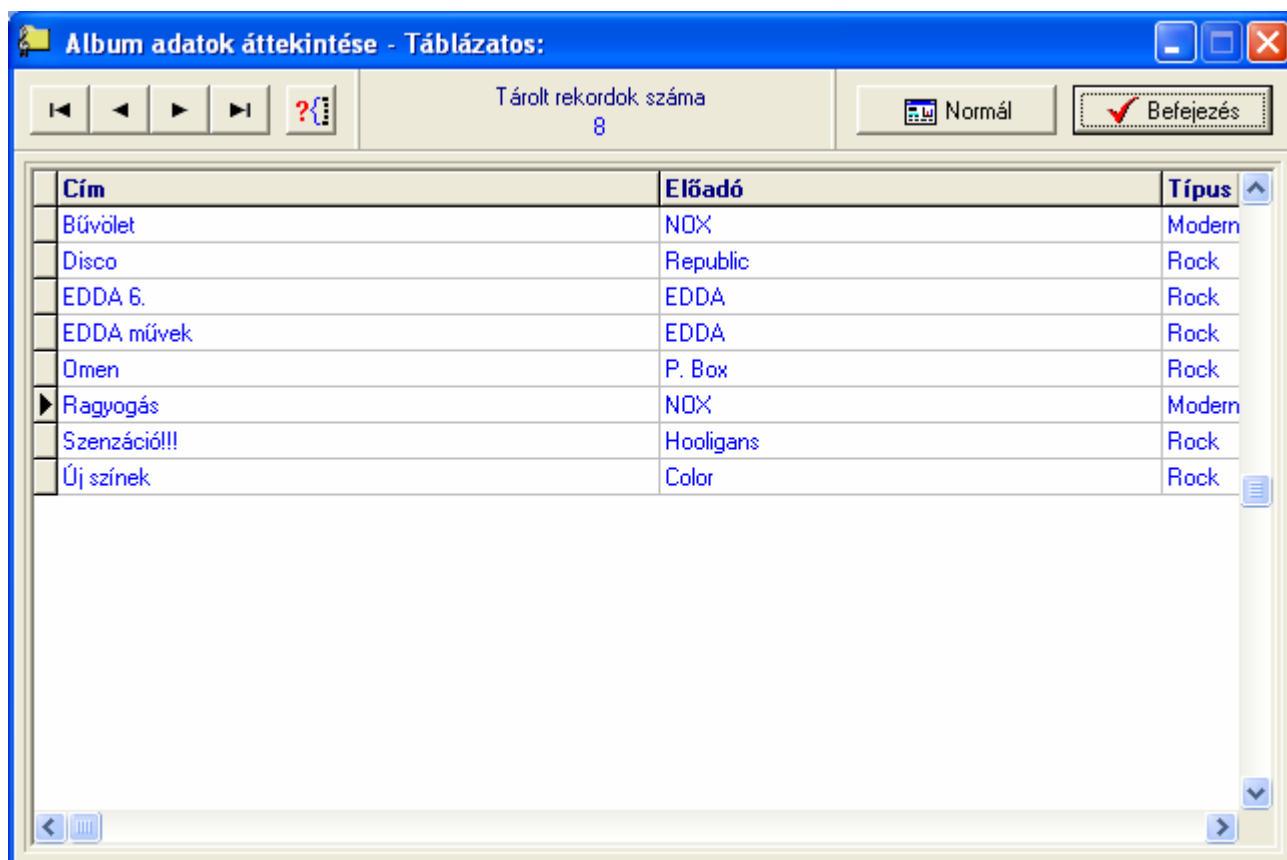 Album adatok áttekintése - Táblázatos:
?{
Tárolt rekordok száma
8
Normál
Befejezés
Cím Előadó Típus
Bűvölet NOX Modern
Disco Republic Rock
EDDA 6. EDDA Rock
EDDA művek EDDA Rock
Omen P. Box Rock
Ragyogás NOX Modern
Szenzáció!!! Hooligans Rock
Új színek Color Rock